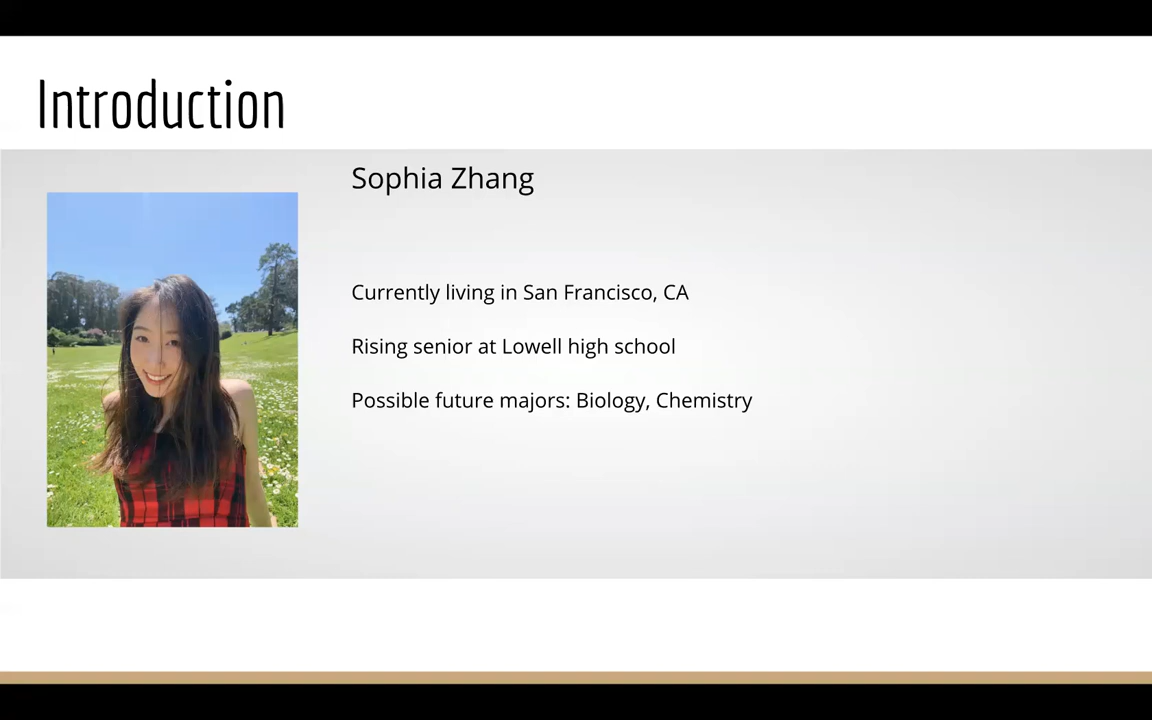 Introduction
Sophia Zhang
Currently living in San Francisco, CA
Rising senior at Lowell high school
Possible future majors: Biology, Chemistry